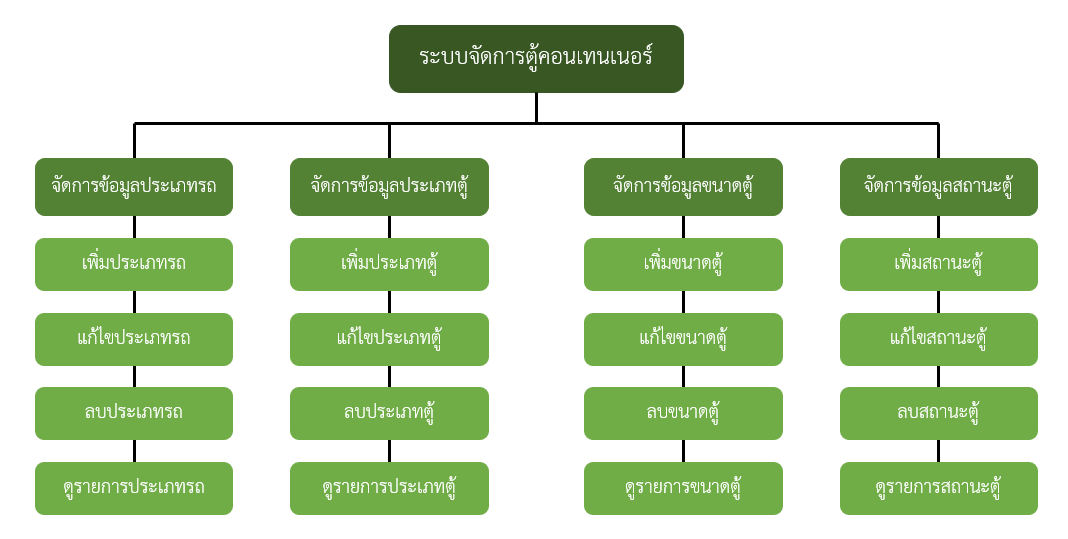 ระบบจัดการตู้คอนเทนเนอร์
จัดการข้อมูลประเภทรถ
จัดการข้อมูลประเภทตู้
จัดการข้อมูลขนาดตู้
จัดการข้อมูลสถานะตู้
เพิ่มประเภทรถ
เพิ่มประเภทตู้
เพิ่มขนาดตู้
เพิ่มสถานะตู้
แก้ไขประเภทรถ
แก้ไขประเภทตู้
แก้ไขขนาดตู้
แก้ไขสถานะตู้
ลบประเภทรถ
ลบประเภทตู้
ลบขนาดตู้
ลบสถานะตู้
ดูรายการประเภทรถ
ดูรายการประเภทตู้
ดูรายการขนาดตู้
ดูรายการสถานะตู้